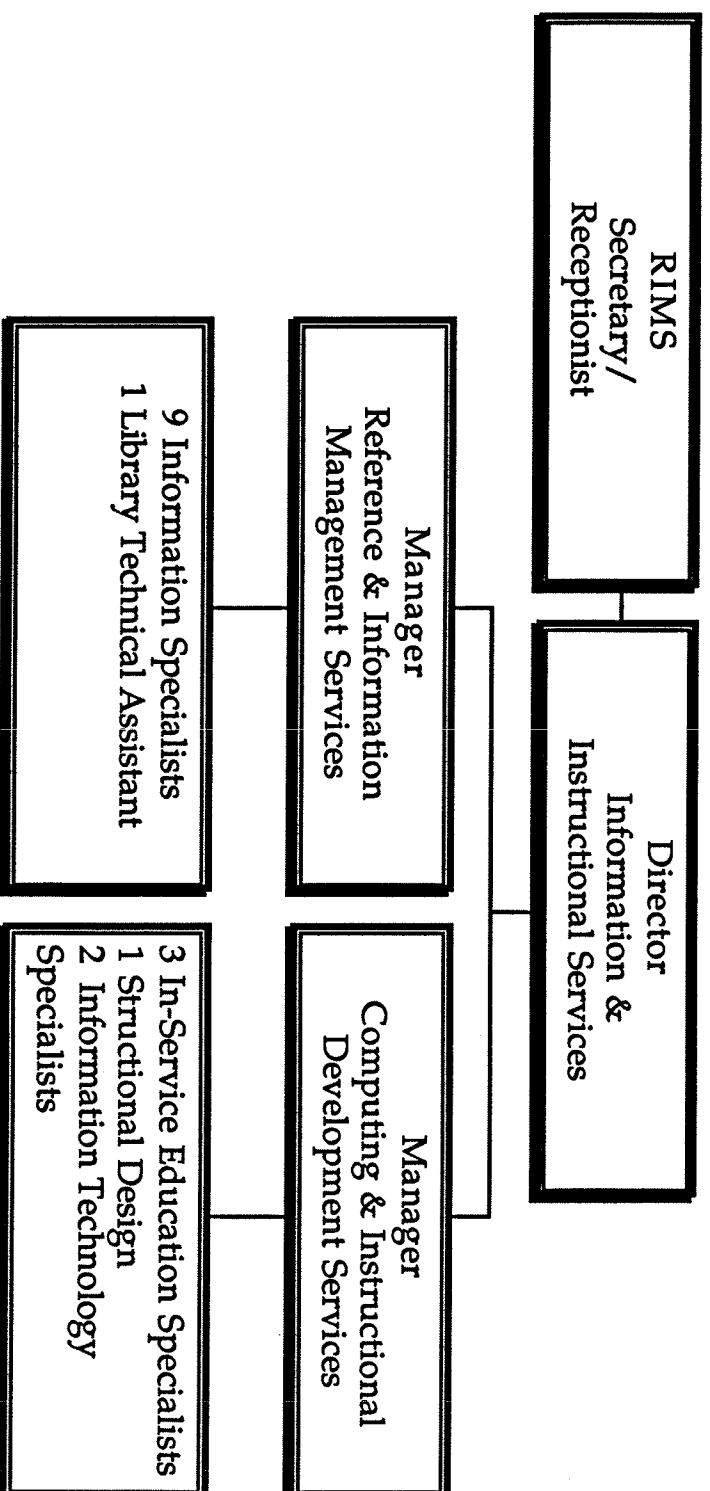 RIMS
Secretary/
Receptionist
Director
Information &
Instructional Services
Manager
Reference & Information
Management Services
Manager
Computing & Instructional
Development Services
9 Information Specialists
1 Library Technical Assistant
3 In-Service Education Specialists
1 Structional Design
2 Information Technology
Specialists